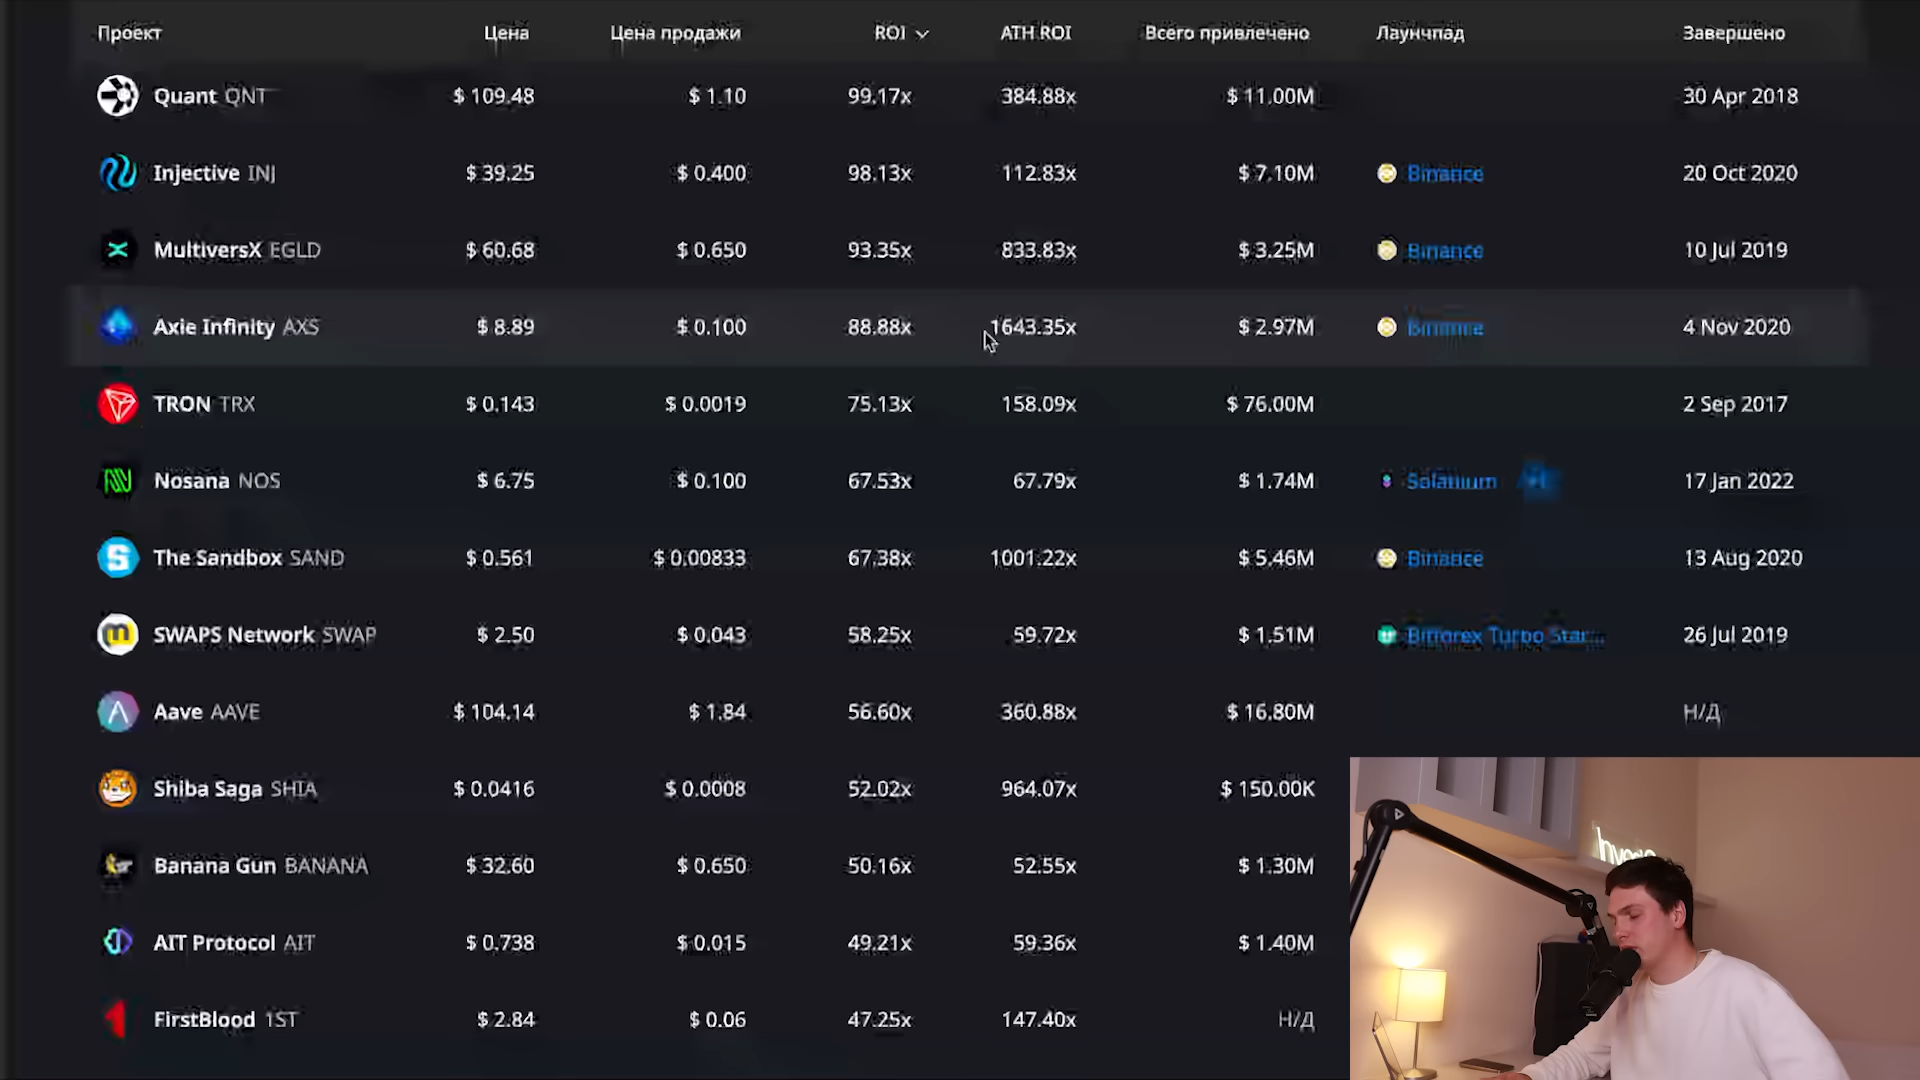 Проект Цена Цена продажи ROI ATH ROI Всего привлечено Лаунчпад Завершено
Quant QNT $ 109.48 $ 1.10 99.17x 384.88x $ 11.00M 30 Apr 2018
Injective INJ $ 39.25 $ 0.400 98.13x 112.83x $ 7.10M Binance 20 Oct 2020
MultiversX EGLD $ 60.68 $ 0.650 93.35x 833.83x $ 3.25M Binance 10 Jul 2019
Axie Infinity AXS $ 8.89 $ 0.100 88.88x 1643.35x $ 2.97M Binance 4 Nov 2020
TRON TRX $ 0.143 $ 0.0019 75.13x 158.09x $ 76.00M 2 Sep 2017
Nosana NOS $ 6.75 $ 0.100 67.53x 67.79x $ 1.74M Solanium 17 Jan 2022
The Sandbox SAND $ 0.561 $ 0.00833 67.38x 1001.22x $ 5.46M Binance 13 Aug 2020
SWAPS Network SWAP $ 2.50 $ 0.043 58.25x 59.72x $ 1.51M Bitforex Turbo Star... 26 Jul 2019
Aave AAVE $ 104.14 $ 1.84 56.60x 360.88x $ 16.80M Н/Д
Shiba Saga SHIA $ 0.0416 $ 0.0008 52.02x 964.07x $ 150.00K
Banana Gun BANANA $ 32.60 $ 0.650 50.16x 52.55x $ 1.30M
AIT Protocol AIT $ 0.738 $ 0.015 49.21x 59.36x $ 1.40M
FirstBlood 1ST $ 2.84 $ 0.06 47.25x 147.40x Н/Д